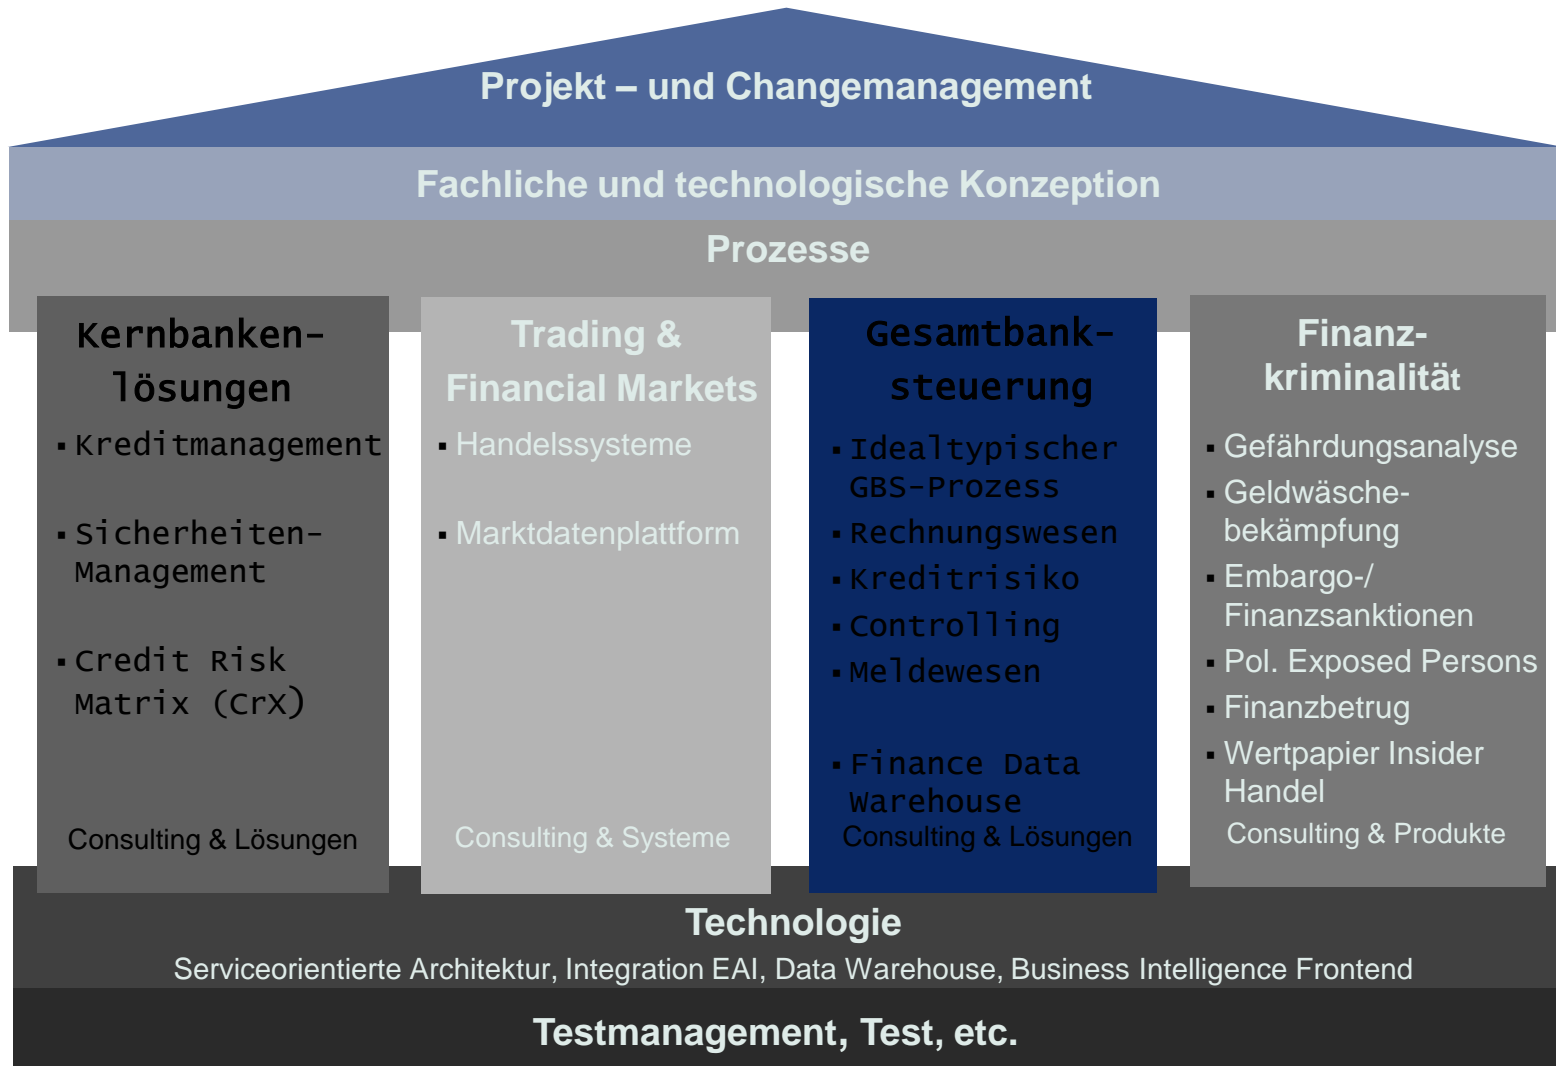 Projekt – und Changemanagement
Fachliche und technologische Konzeption
Prozesse
Kernbanken-
lösungen
▪ Kreditmanagement
▪ Sicherheiten-
Management
▪ Credit Risk
Matrix (CrX)
Consulting & Lösungen
Trading &
Financial Markets
▪ Handelssysteme
▪ Marktdatenplattform
Consulting & Systeme
Gesamtbank-
steuerung
▪ Idealtypischer
GBS-Prozess
▪ Rechnungswesen
▪ Kreditrisiko
▪ Controlling
▪ Meldewesen
▪ Finance Data
Warehouse
Consulting & Lösungen
Finanz-
kriminalität
▪ Gefährdungsanalyse
▪ Geldwäsche-
bekämpfung
▪ Embargo-/
Finanzsanktionen
▪ Pol. Exposed Persons
▪ Finanzbetrug
▪ Wertpapier Insider
Handel
Consulting & Produkte
Technologie
Serviceorientierte Architektur, Integration EAI, Data Warehouse, Business Intelligence Frontend
Testmanagement, Test, etc.